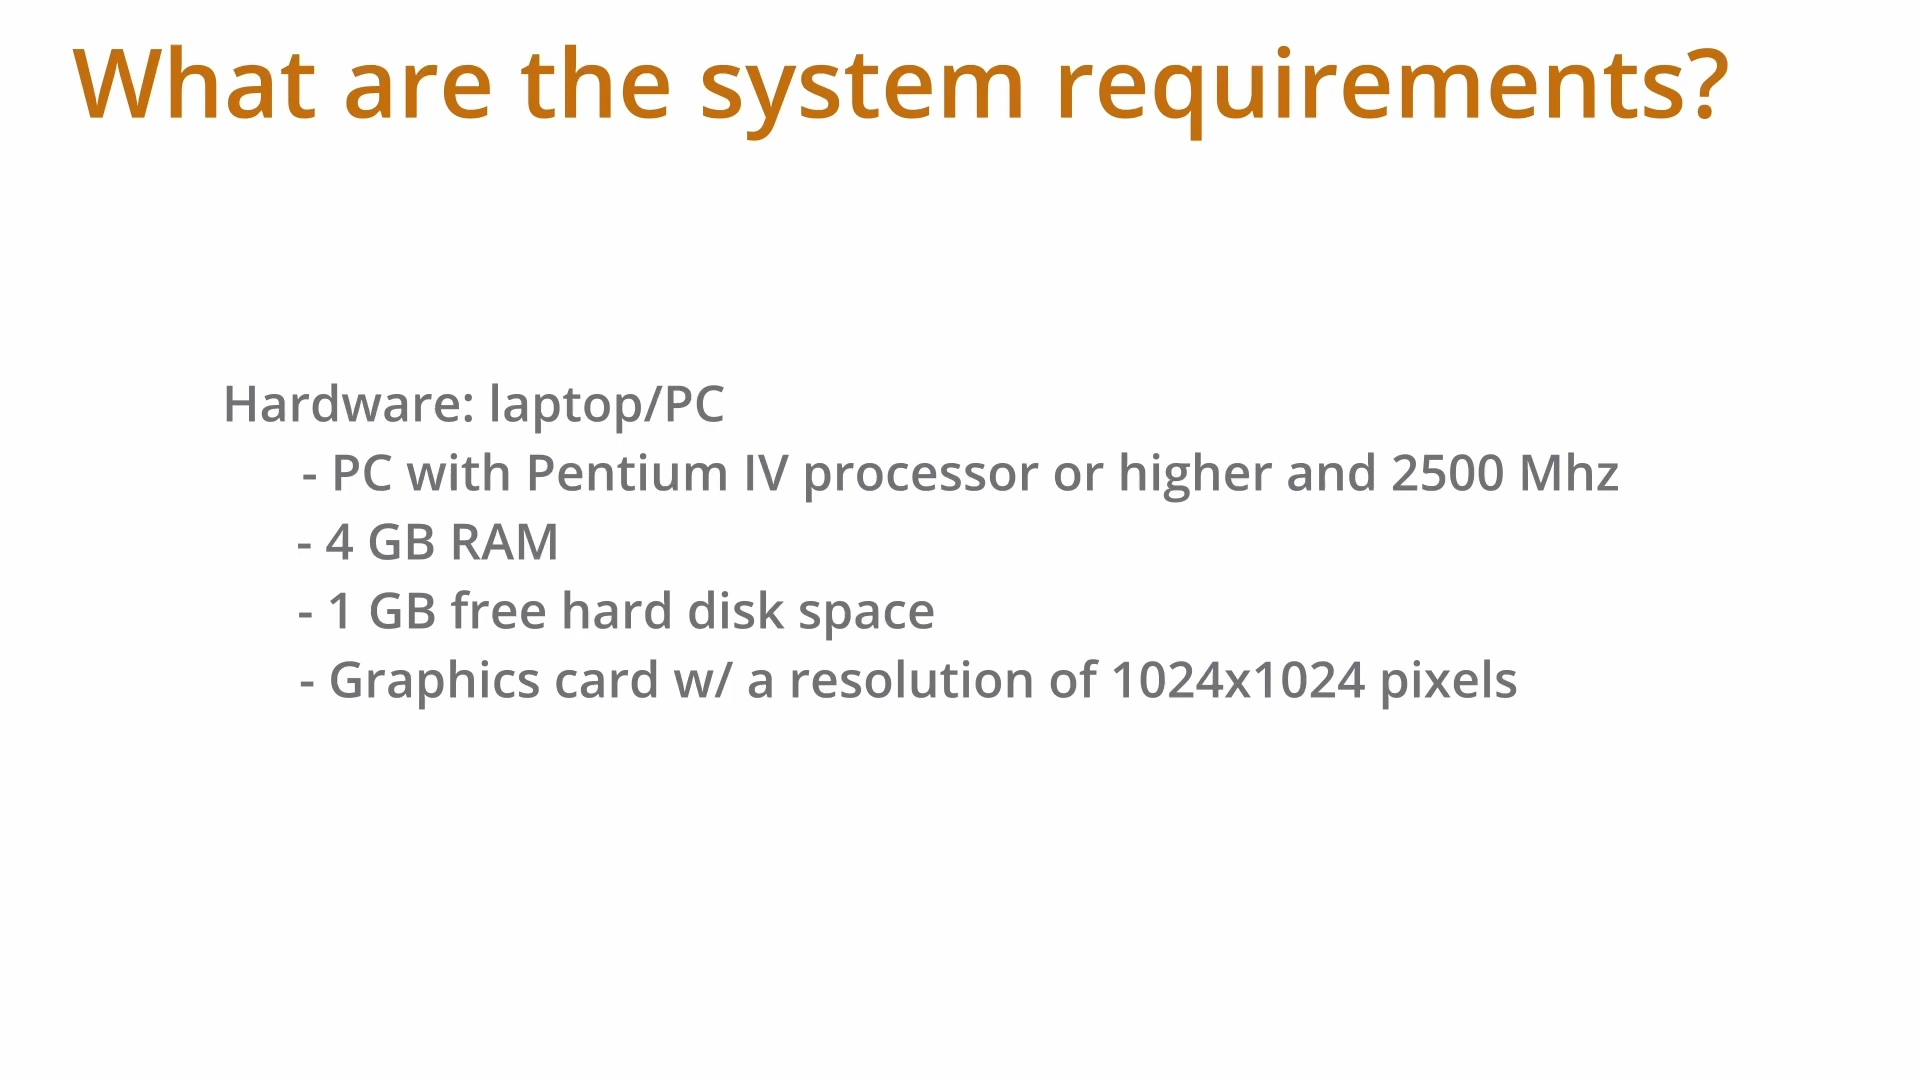 What are the system requirements?
Hardware: laptop/PC
- PC with Pentium IV processor or higher and 2500 Mhz
- 4 GB RAM
- 1 GB free hard disk space
- Graphics card w/ a resolution of 1024x1024 pixels